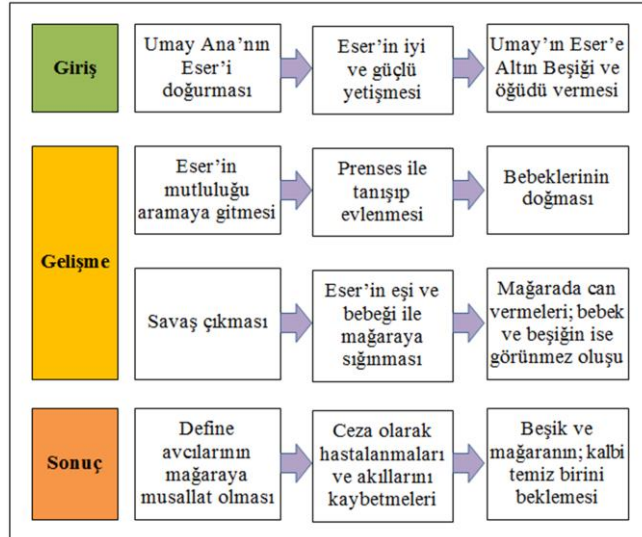 Giriş
Umay Ana’nın
Eser’i
doğurması
Eser’in iyi
ve güçlü
yetişmesi
Umay’ın Eser’e
Altın Beşiği ve
öğüdü vermesi
Gelişme
Eser’in
mutluluğu
aramaya gitmesi
Prenses ile
tanışıp
evlenmesi
Bebeklerinin
doğması
Savaş çıkması
Eser’in eşi ve
bebeği ile
mağaraya
sığınması
Mağarada can
vermeleri; bebek
ve beşiğin ise
görünmez oluşu
Sonuç
Define
avcılarının
mağaraya
musallat olması
Ceza olarak
hastalanmaları
ve akıllarını
kaybetmeleri
Beşik ve
mağaranın; kalbi
temiz birini
beklemesi